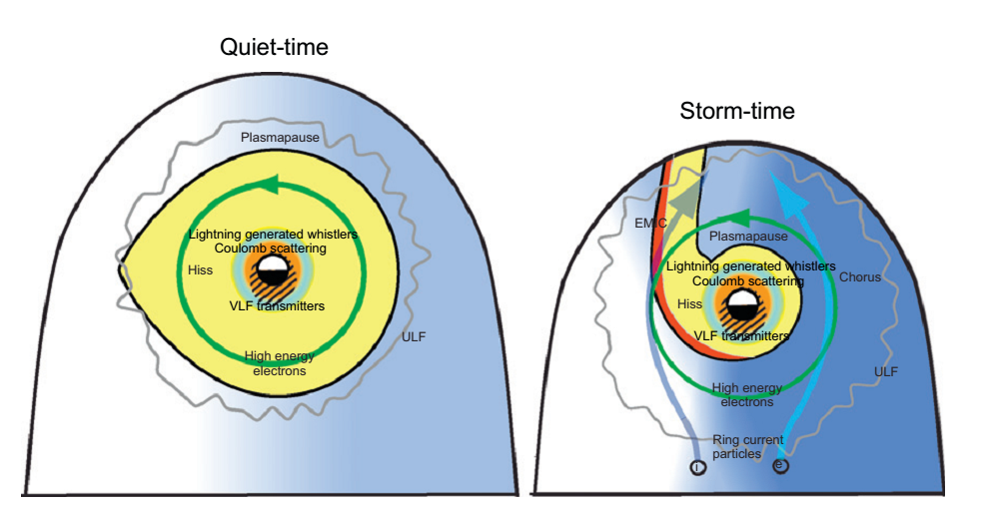 Quiet-time
Plasmapause
Lightning generated whistlers
Coulomb scattering
Hiss
VLF transmitters
ULF
High energy
electrons
Storm-time
EMIC
Plasmapause
Lightning generated whistlers
Coulomb scattering
Chorus
Hiss
VLF transmitters
ULF
High energy
electrons
Ring current
particles
i
e